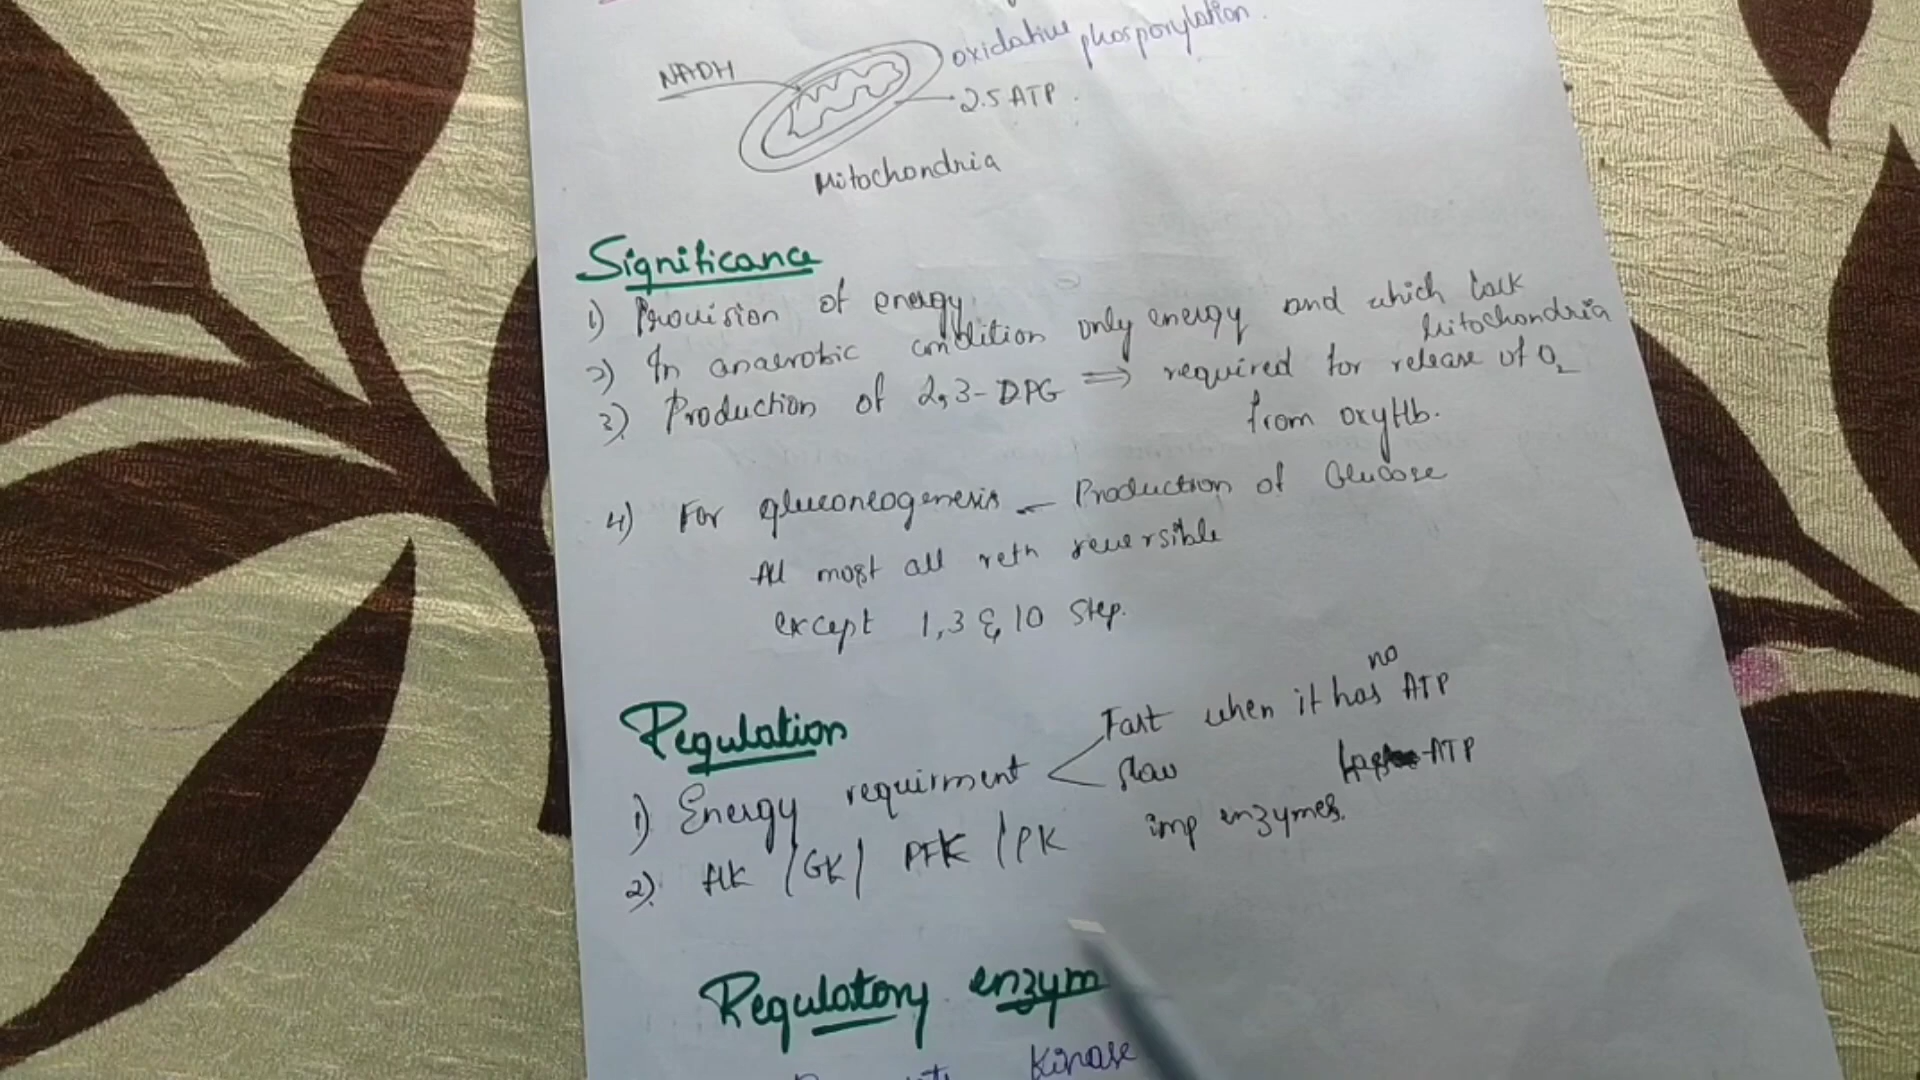 oxidative phosporylation.
NADH
2.5 ATP.
Mitochondria
Significance
1) Provision of energy
2) In anaerobic condition only energy and which lack
Mitochondria
3) Production of 2,3-DPG ⇒ required for release of O₂
from oxyHb.
4) For gluconeogenesis - Production of Glucose
All most all rctn reversible
except 1,3 & 10 step.
Regulation
no
1) Energy requirment < Fast when it has ATP
slow ATP
2) HK /GK/ PFK /PK imp enzymes.
Regulatory enzym
Kinase